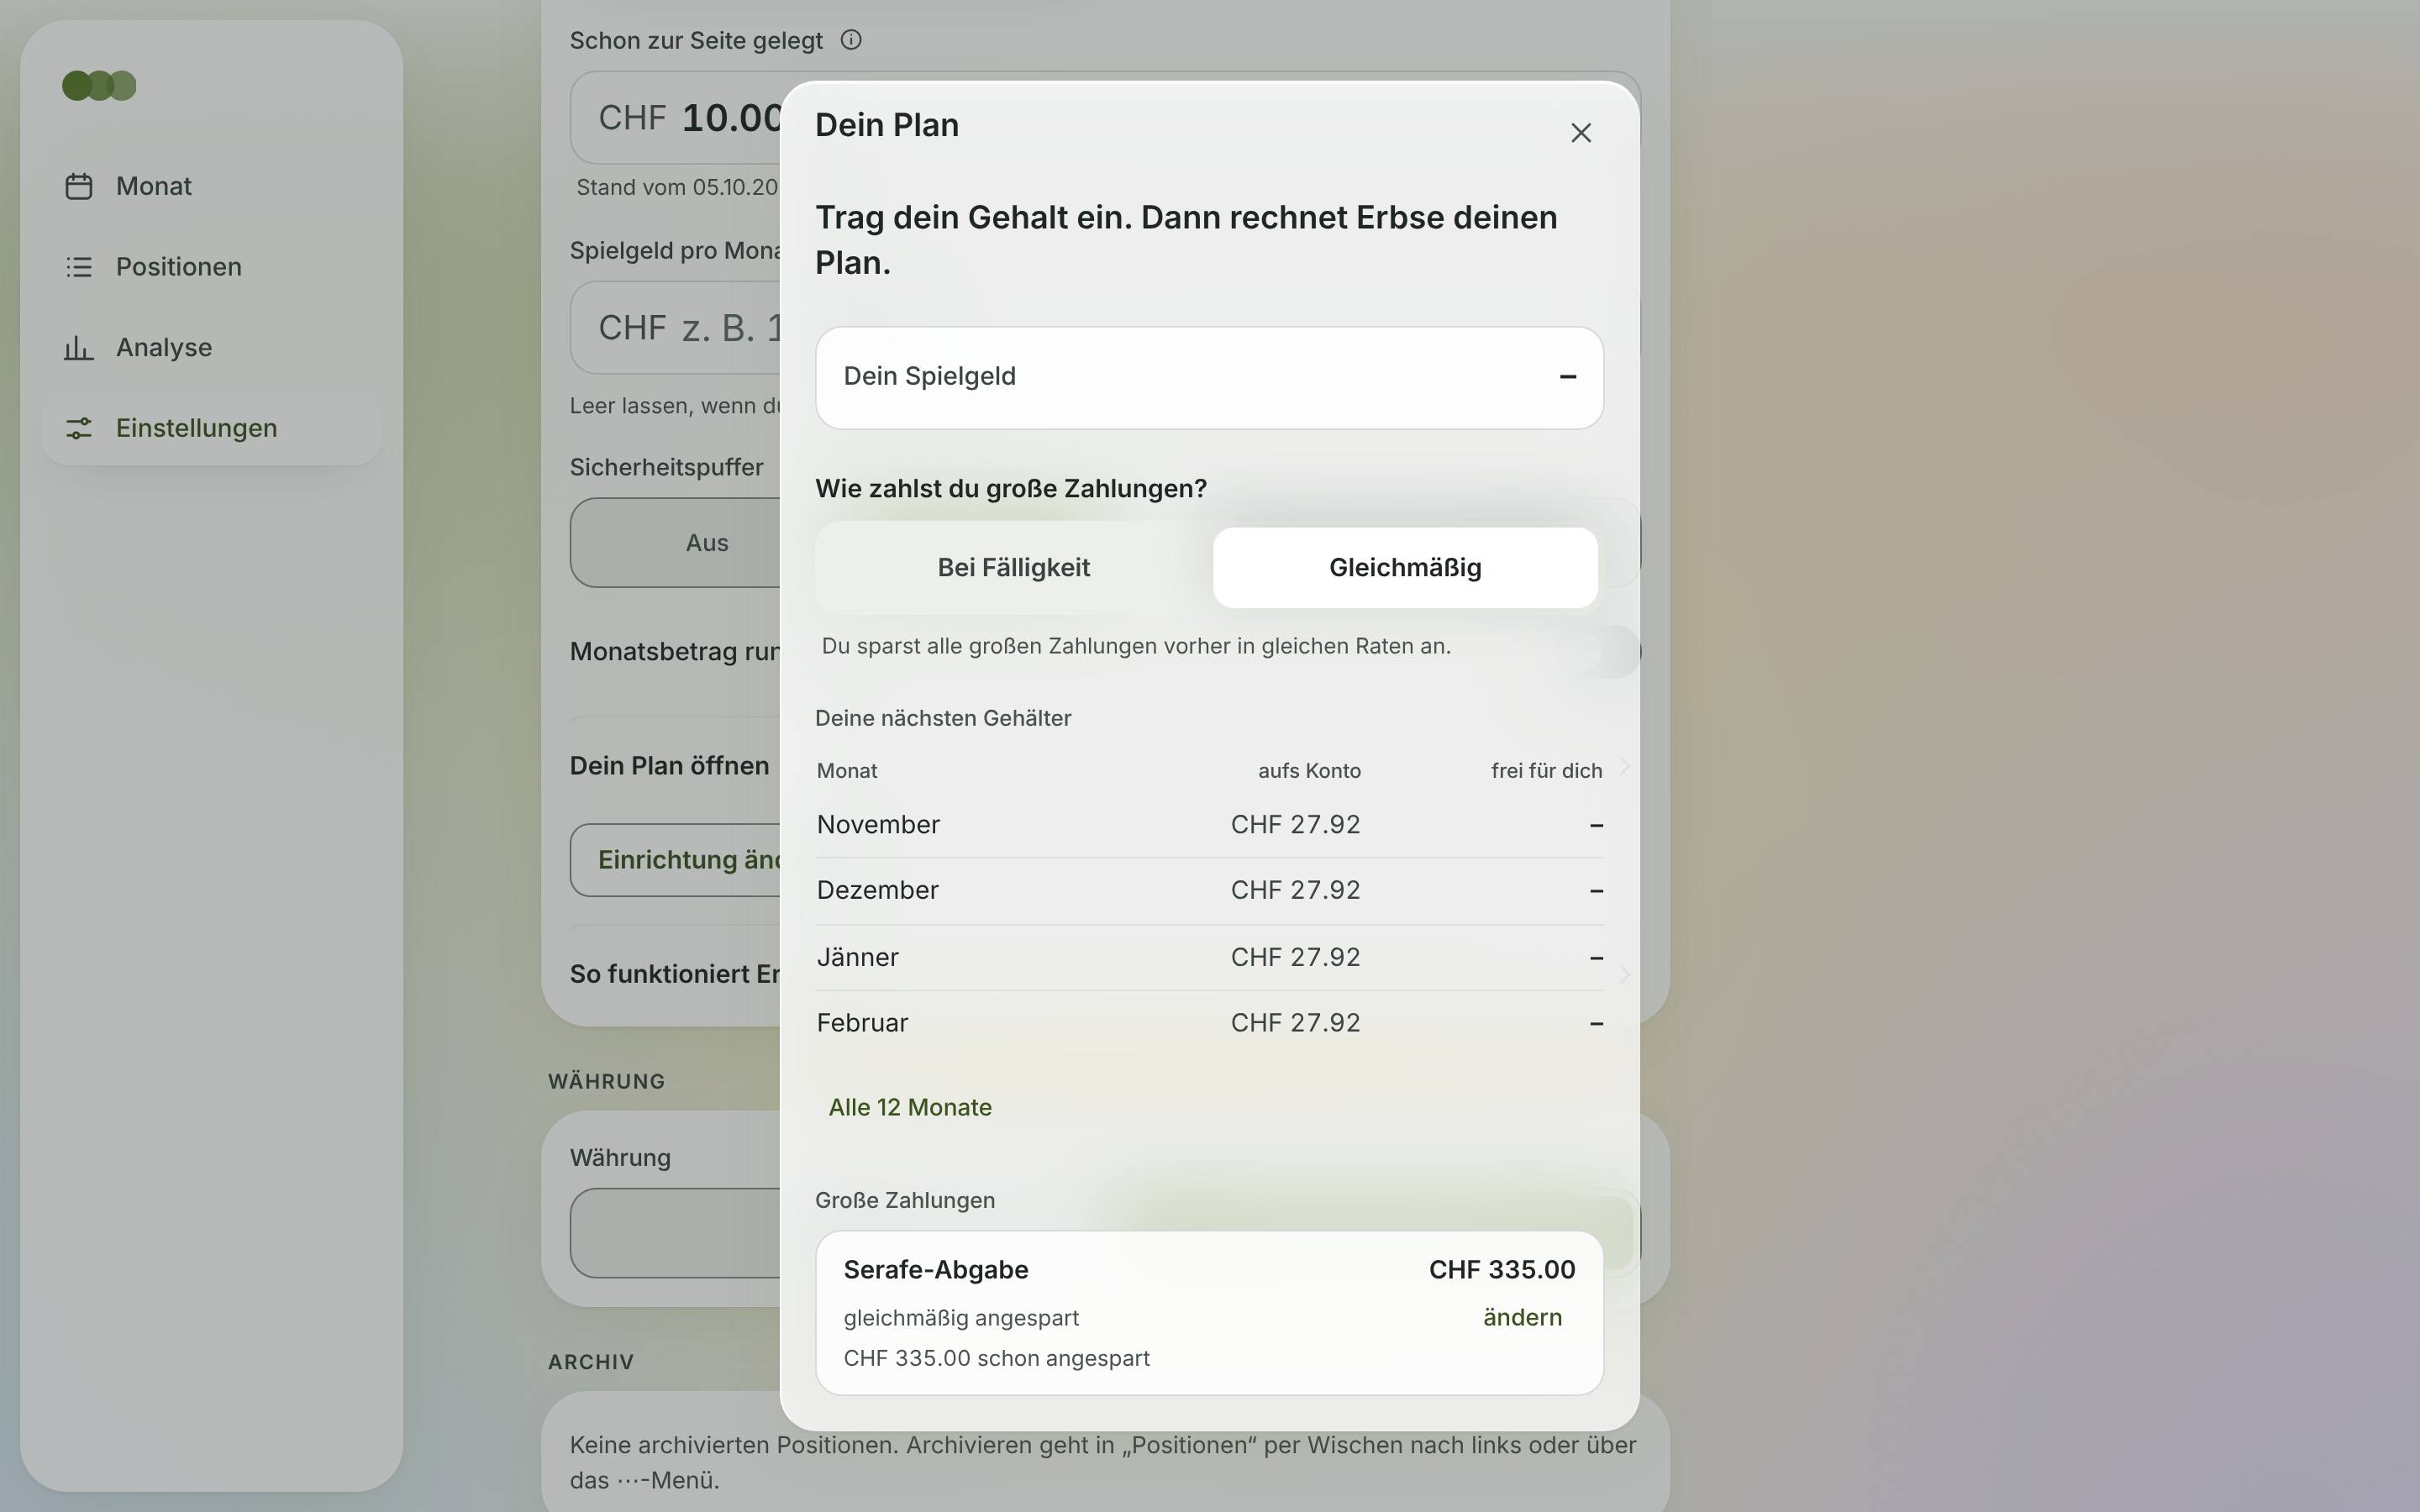 Monat
Positionen
Analyse
Einstellungen
Schon zur Seite gelegt
CHF 10.00
Stand vom 05.10.20
Spielgeld pro Mona
CHF z. B. 1
Leer lassen, wenn du
Sicherheitspuffer
Aus
Monatsbetrag run
Dein Plan öffnen
Einrichtung änd
So funktioniert Er
WÄHRUNG
Währung
ARCHIV
Keine archivierten Positionen. Archivieren geht in „Positionen“ per Wischen nach links oder über
das ⋯-Menü.
Dein Plan
Trag dein Gehalt ein. Dann rechnet Erbse deinen
Plan.
Dein Spielgeld –
Wie zahlst du große Zahlungen?
Bei Fälligkeit Gleichmäßig
Du sparst alle großen Zahlungen vorher in gleichen Raten an.
Deine nächsten Gehälter
Monat aufs Konto frei für dich
November CHF 27.92 –
Dezember CHF 27.92 –
Jänner CHF 27.92 –
Februar CHF 27.92 –
Alle 12 Monate
Große Zahlungen
Serafe-Abgabe CHF 335.00
gleichmäßig angespart ändern
CHF 335.00 schon angespart